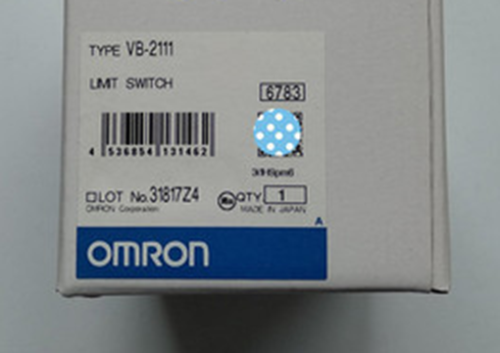 TYPE VB-2111
LIMIT SWITCH
6783
4 536854 131462
LOT No. 31817Z4
QTY 1
OMRON Corporation
MADE IN JAPAN
A
OMRON